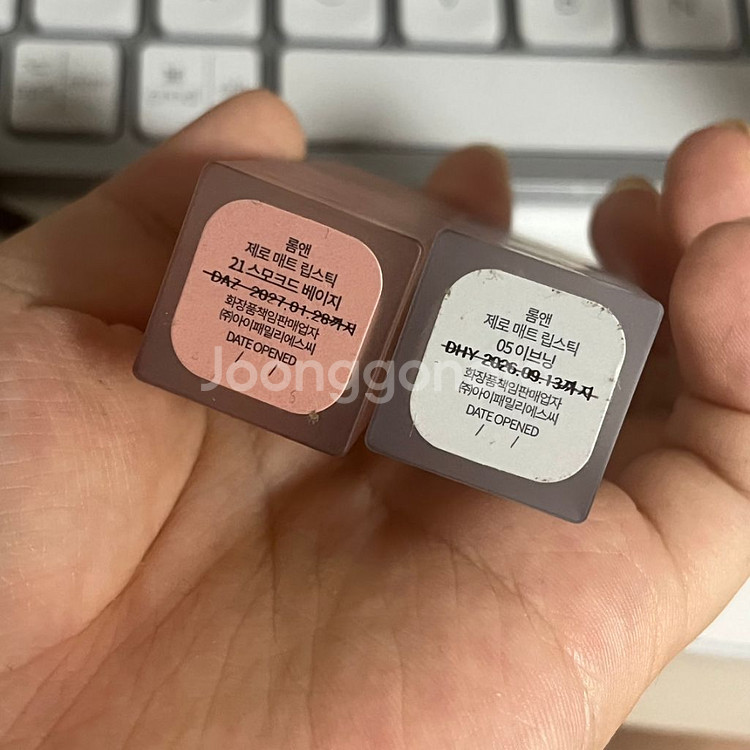 롬앤
제로 매트 립스틱
21 스모크드 베이지
DAZ 2027.01.28까지
화장품책임판매업자
㈜아이패밀리에스씨
DATE OPENED
/ /
롬앤
제로 매트 립스틱
05 이브닝
DHY 2026.09.13까지
화장품책임판매업자
㈜아이패밀리에스씨
DATE OPENED
/ /
Joonggon